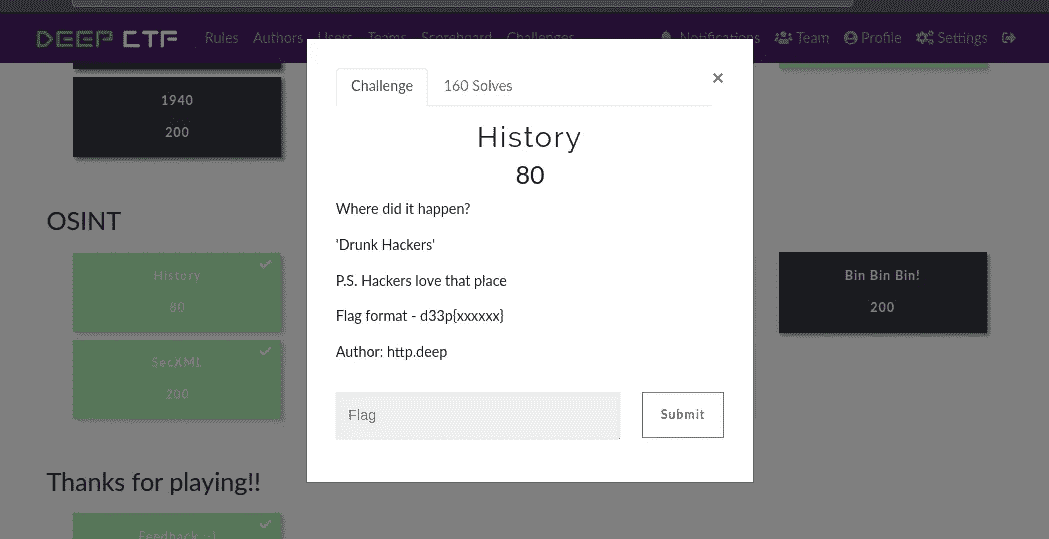 DEEP CTF Rules Authors Users Teams Scoreboard Challenges Notifications Team Profile Settings
Challenge 160 Solves ×
1940
200
History
80
Where did it happen?
'Drunk Hackers'
P.S. Hackers love that place
Flag format - d33p{xxxxxx}
Author: http.deep
Flag Submit
OSINT
History
80
Bin Bin Bin!
200
SecXML
200
Thanks for playing!!
Feedback :-)